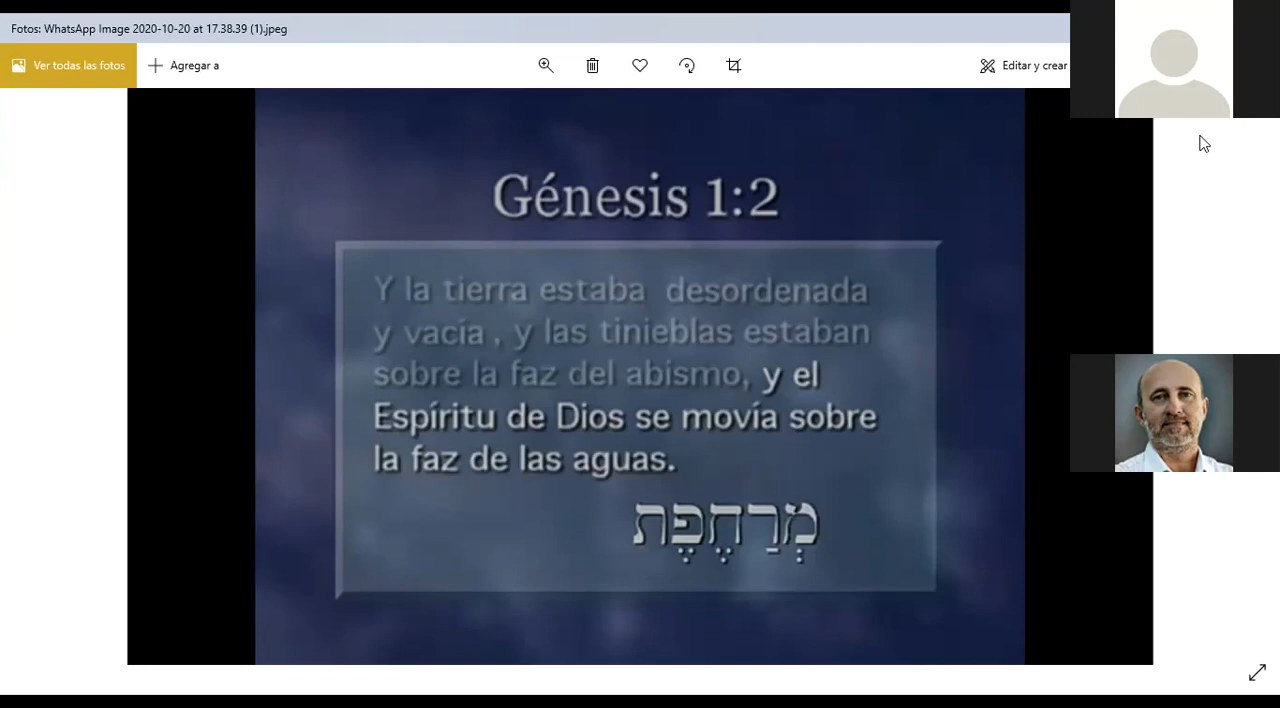 Fotos: WhatsApp Image 2020-10-20 at 17.38.39 (1).jpeg
Ver todas las fotos
Agregar a
Editar y crear
Génesis 1:2
Y la tierra estaba desordenada
y vacía, y las tinieblas estaban
sobre la faz del abismo, y el
Espíritu de Dios se movía sobre
la faz de las aguas.
מְרַחֶפֶת